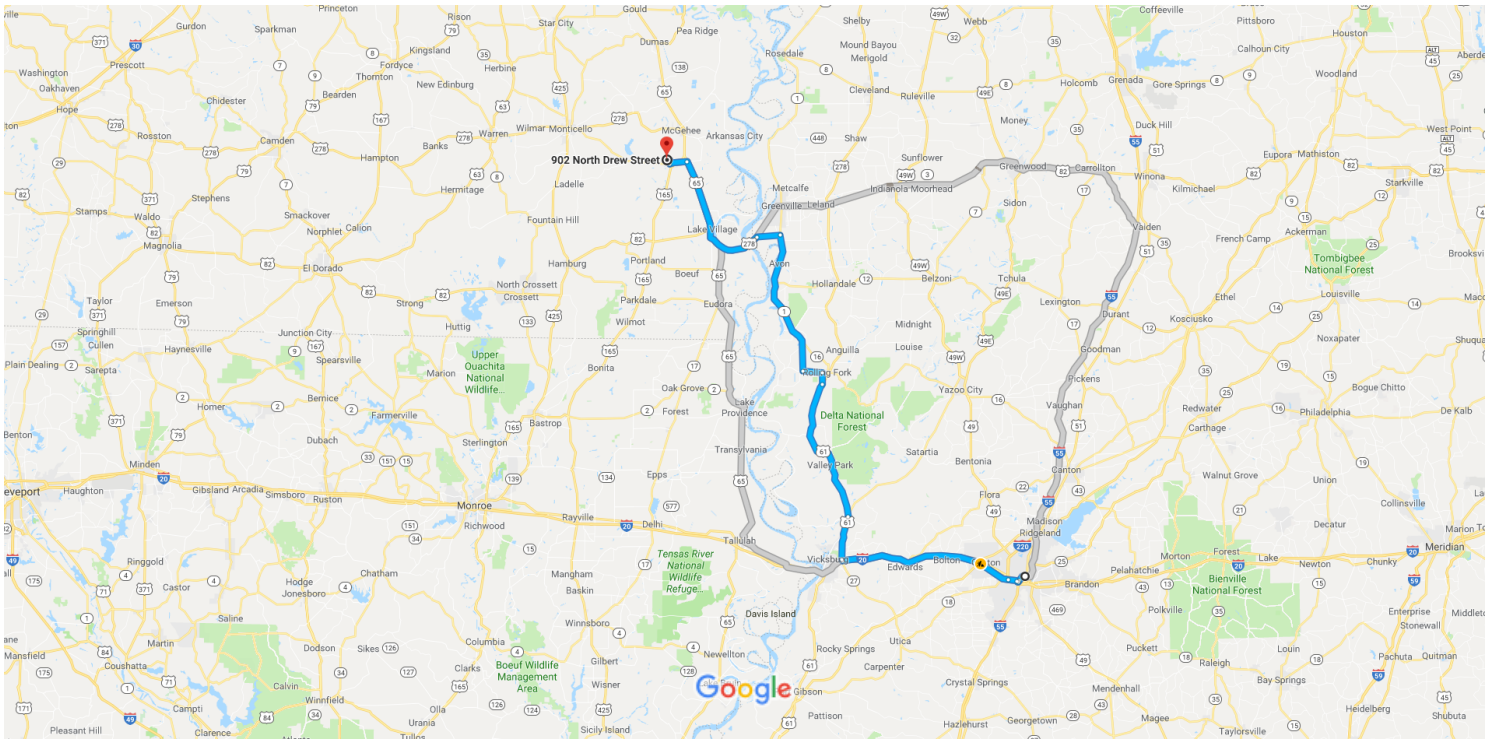 Princeton
Rison
Star City
Gould
Pea Ridge
Shelby
Webb
Coffeeville
Pittsboro
Houston
Gurdon
Sparkman
Kingsland
Herbine
Dumas
Rosedale
Mound Bayou
Merigold
Calhoun City
Prescott
Fordyce
Thornton
New Edinburg
Cleveland
Ruleville
Holcomb
Grenada
Gore Springs
Woodland
Washington
Oakhaven
Hope
Bearden
Chidester
Rosston
Camden
Hampton
Banks
Warren
Wilmar
Monticello
McGehee
Arkansas City
Shaw
Money
Duck Hill
West Point
902 North Drew Street
Sunflower
Greenwood
Carrollton
Winona
Kilmichael
Eupora
Mathiston
Starkville
Hermitage
Ladelle
Metcalfe
Indianola
Moorhead
Stephens
Stamps
Waldo
Magnolia
Smackover
Norphlet
Calion
Fountain Hill
Greenville
Leland
Sidon
Vaiden
French Camp
Ackerman
Lake Village
Tombigbee
National Forest
El Dorado
Hamburg
Portland
Boeuf
Avon
Hollandale
Belzoni
Tchula
Lexington
Ethel
Louisville
Taylor
Emerson
Strong
North Crossett
Crossett
Parkdale
Eudora
Wilmot
Midnight
Durant
Kosciusko
Springhill
Cullen
Junction City
Huttig
Noxapater
Plain Dealing
Sarepta
Haynesville
Spearsville
Marion
Upper
Ouachita
National
Wildlife...
Bonita
Anguilla
Louise
Goodman
Rolling Fork
Pickens
Yazoo City
Homer
Bernice
Farmerville
Oak Grove
Forest
Lake
Providence
Delta National
Forest
Vaughan
Redwater
Carthage
Philadelphia
Bogue Chitto
De Kalb
Benton
Dubach
Sterlington
Bastrop
Transylvania
Valley Park
Satartia
Bentonia
Canton
Walnut Grove
Union
Collinsville
Minden
Haughton
Gibsland
Arcadia
Simsboro
Ruston
Monroe
Richwood
Epps
Rayville
Delhi
Tallulah
Flora
Madison
Ridgeland
Decatur
Meridian
Vicksburg
Edwards
Bolton
Brandon
Pelahatchie
Morton
Forest
Lake
Newton
Chunky
Ringgold
Castor
Hodge
Jonesboro
Chatham
Mangham
Baskin
Tensas River
National
Wildlife
Refuge...
Davis Island
Bienville
National Forest
Polkville
Enterprise
Stonewall
Saline
Winnsboro
Utica
Martin
Dodson
Sikes
Columbia
Newellton
Rocky Springs
Carpenter
Puckett
Raleigh
Louin
Pachuta
Quitman
Mansfield
Coushatta
Clarks
Boeuf Wildlife
Management
Area
Gilbert
Wisner
Google
Gibson
Crystal Springs
Mendenhall
Bay Springs
Calvin
Winnfield
Campti
Clarence
Olla
Urania
Tullos
Sicily Island
Pattison
Hazlehurst
Georgetown
Magee
Taylorsville
Heidelberg
Shubuta
Pleasant Hill